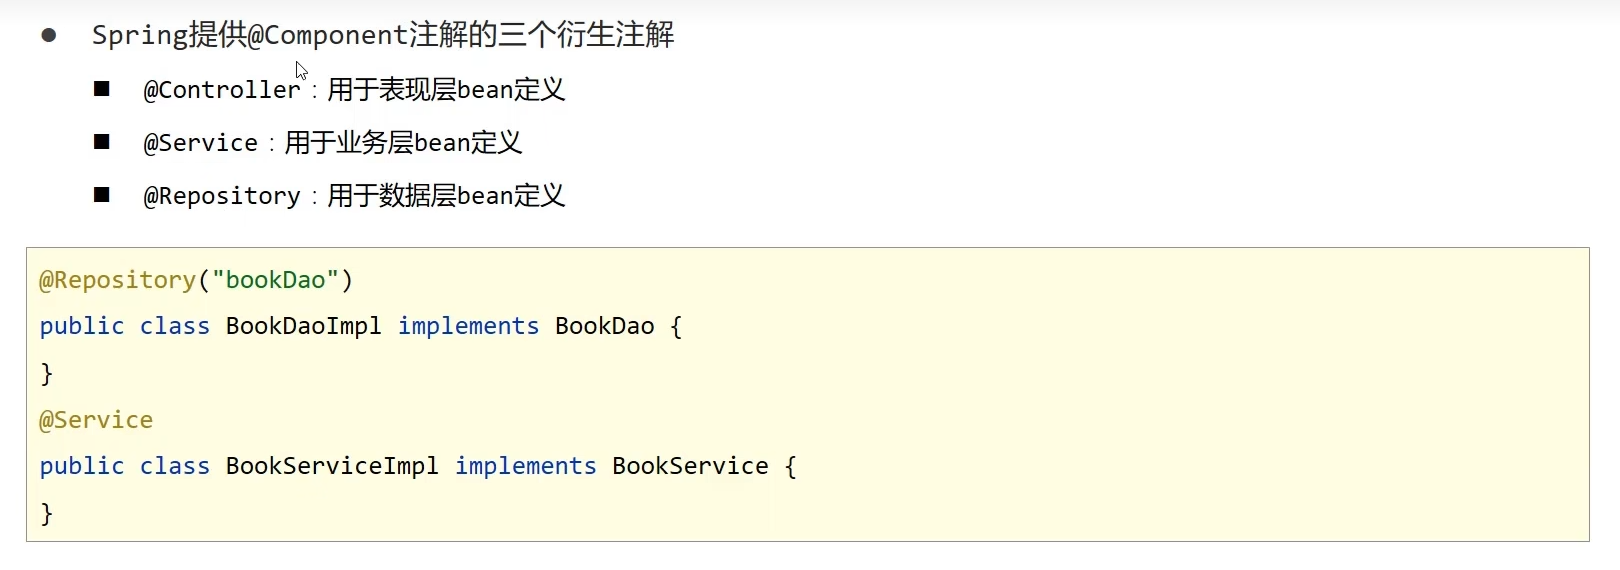 Spring提供@Component注解的三个衍生注解
@Controller：用于表现层bean定义
@Service：用于业务层bean定义
@Repository：用于数据层bean定义
@Repository("bookDao")
public class BookDaoImpl implements BookDao {
}
@Service
public class BookServiceImpl implements BookService {
}